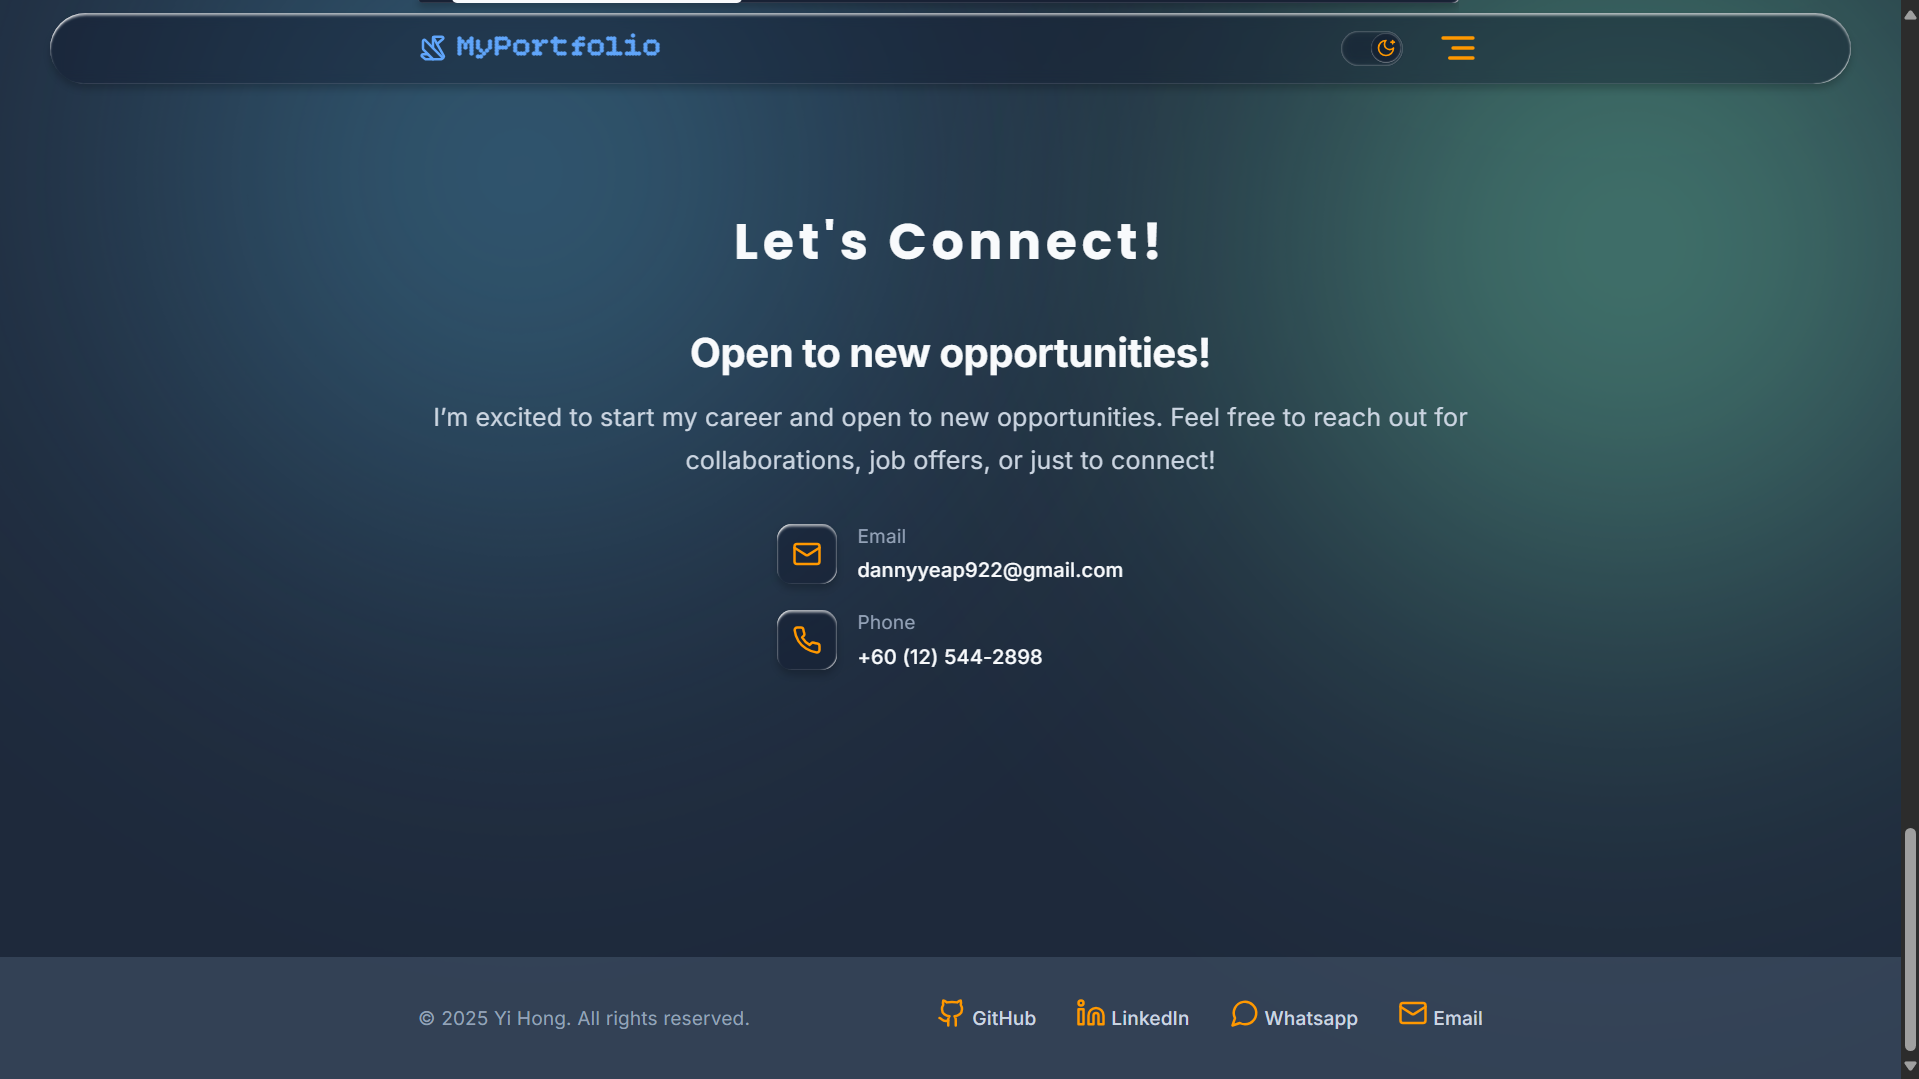 MyPortfolio
Let's Connect!
Open to new opportunities!
I’m excited to start my career and open to new opportunities. Feel free to reach out for
collaborations, job offers, or just to connect!
Email
dannyyeap922@gmail.com
Phone
+60 (12) 544-2898
© 2025 Yi Hong. All rights reserved.
GitHub
LinkedIn
Whatsapp
Email